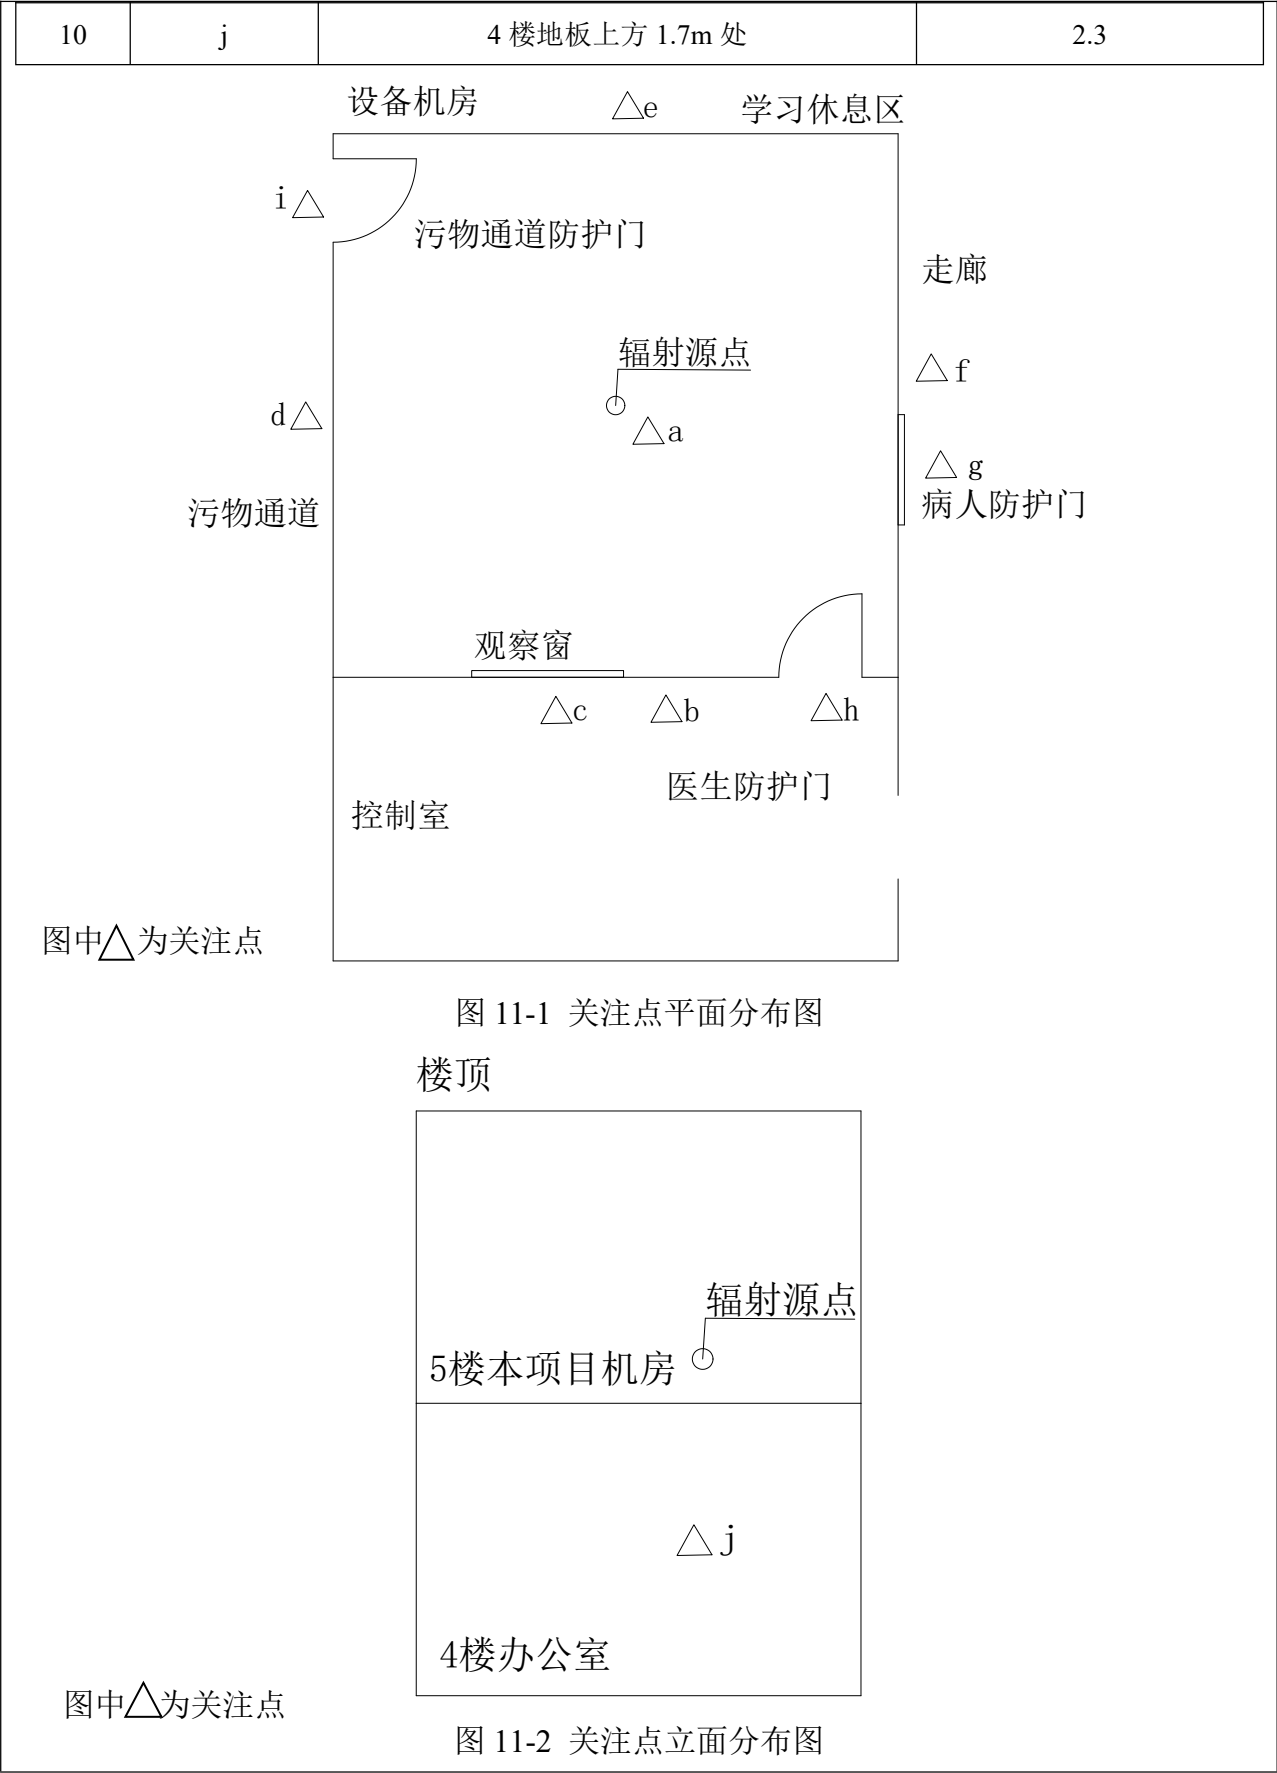 10 j 4 楼地板上方 1.7m 处 2.3
设备机房 △e 学习休息区
i△
污物通道防护门
走廊
辐射源点
△f
d△ △a
△g
污物通道 病人防护门
观察窗
△c △b △h
医生防护门
控制室
图中△为关注点
图 11-1 关注点平面分布图
楼顶
辐射源点
5楼本项目机房
△j
4楼办公室
图中△为关注点
图 11-2 关注点立面分布图